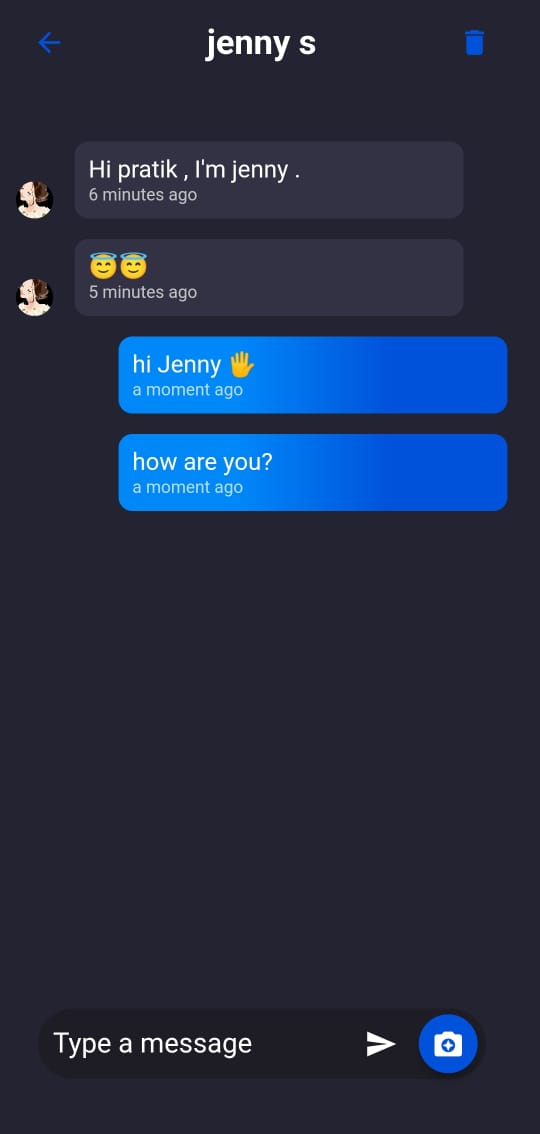 jenny s
Hi pratik , I'm jenny .
6 minutes ago
😇😇
5 minutes ago
hi Jenny 🖐
a moment ago
how are you?
a moment ago
Type a message